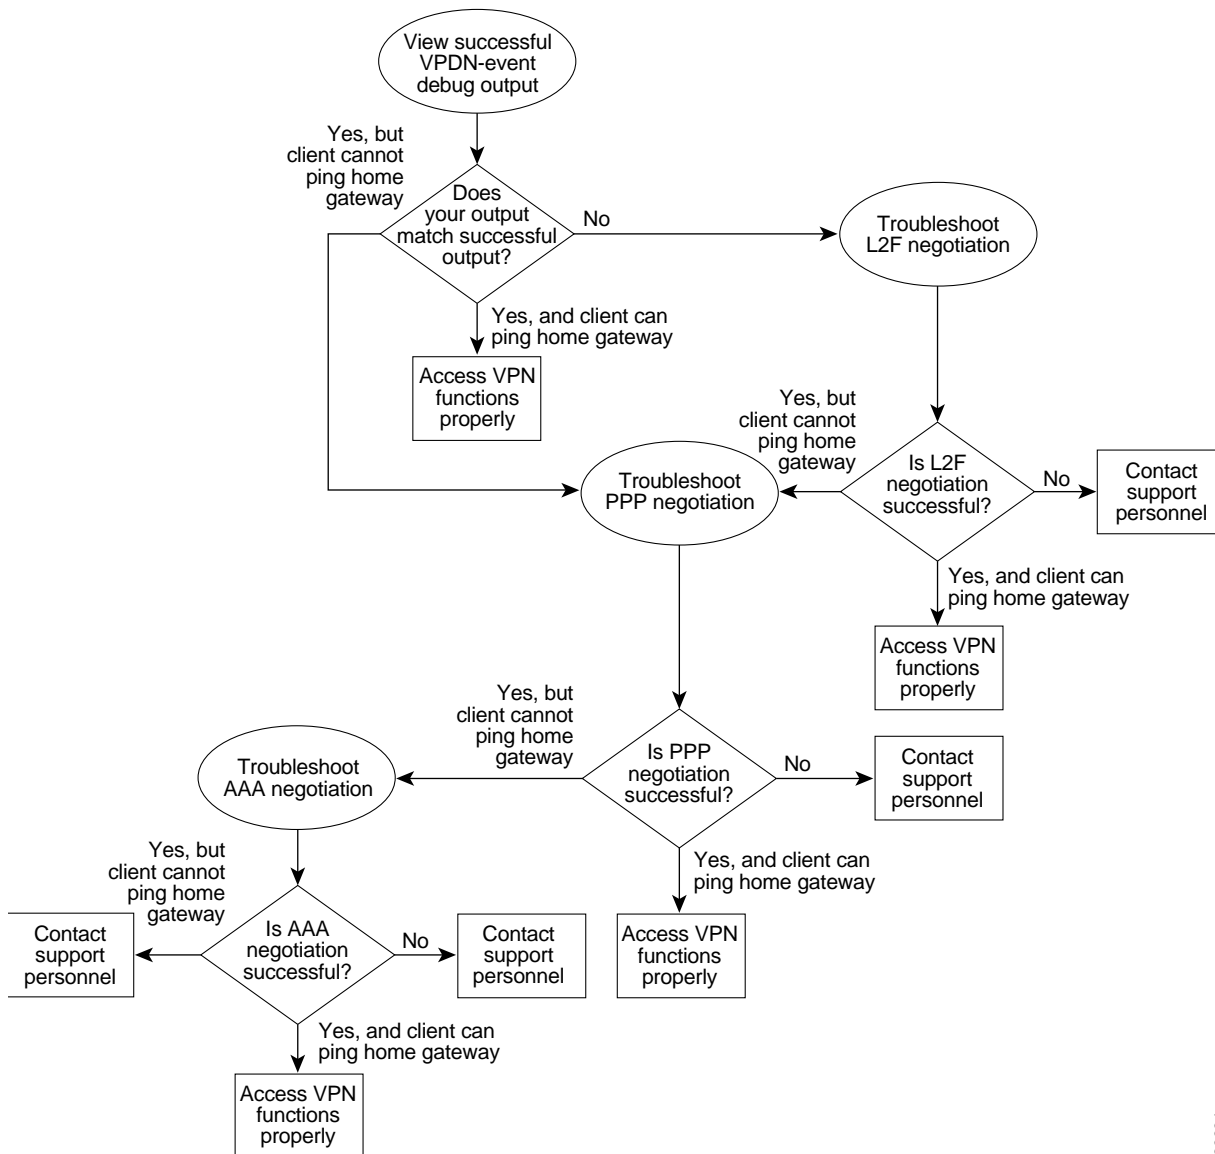 View successful
VPDN-event
debug output
Yes, but
client cannot
ping home
gateway
Does
your output
match successful
output?
No
Troubleshoot
L2F negotiation
Yes, and client can
ping home gateway
Access VPN
functions
properly
Yes, but
client cannot
ping home
gateway
Is L2F
negotiation
successful?
No
Contact
support
personnel
Troubleshoot
PPP negotiation
Yes, and client can
ping home gateway
Access VPN
functions
properly
Yes, but
client cannot
ping home
gateway
Is PPP
negotiation
successful?
No
Contact
support
personnel
Troubleshoot
AAA negotiation
Yes, and client can
ping home gateway
Access VPN
functions
properly
Yes, but
client cannot
ping home
gateway
Contact
support
personnel
Is AAA
negotiation
successful?
No
Contact
support
personnel
Yes, and client can
ping home gateway
Access VPN
functions
properly